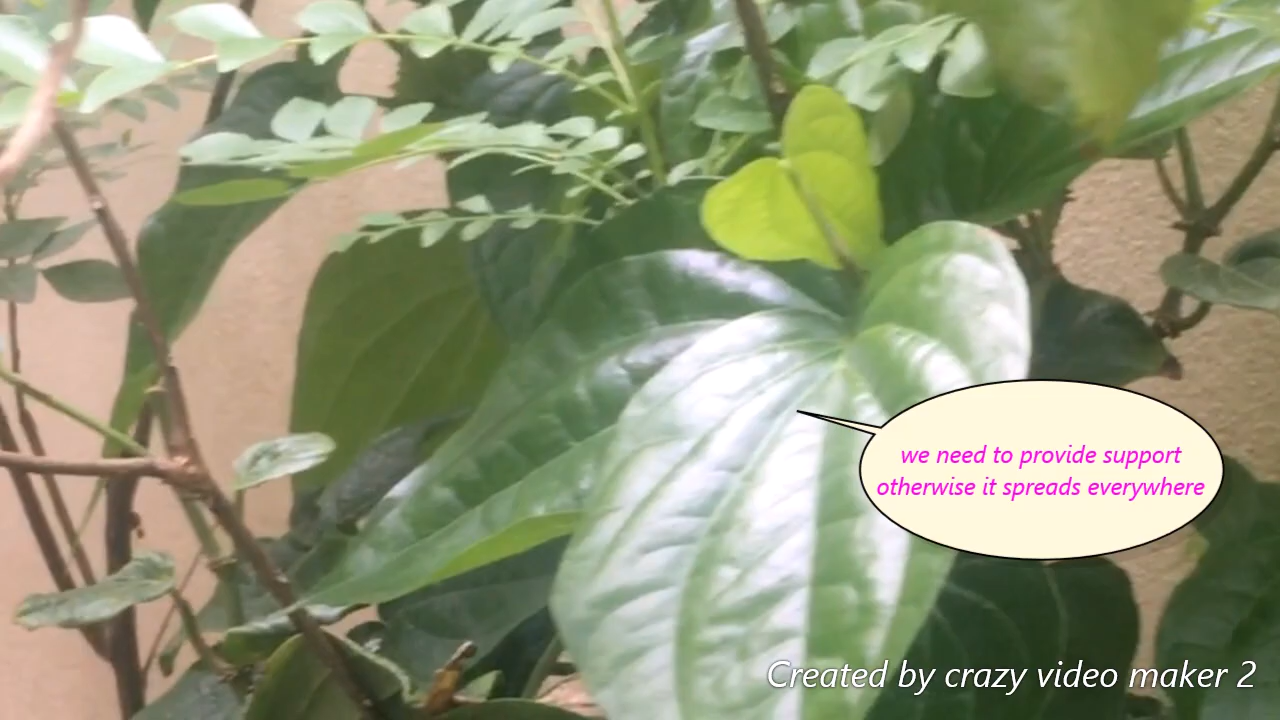 we need to provide support
otherwise it spreads everywhere
Created by crazy video maker 2